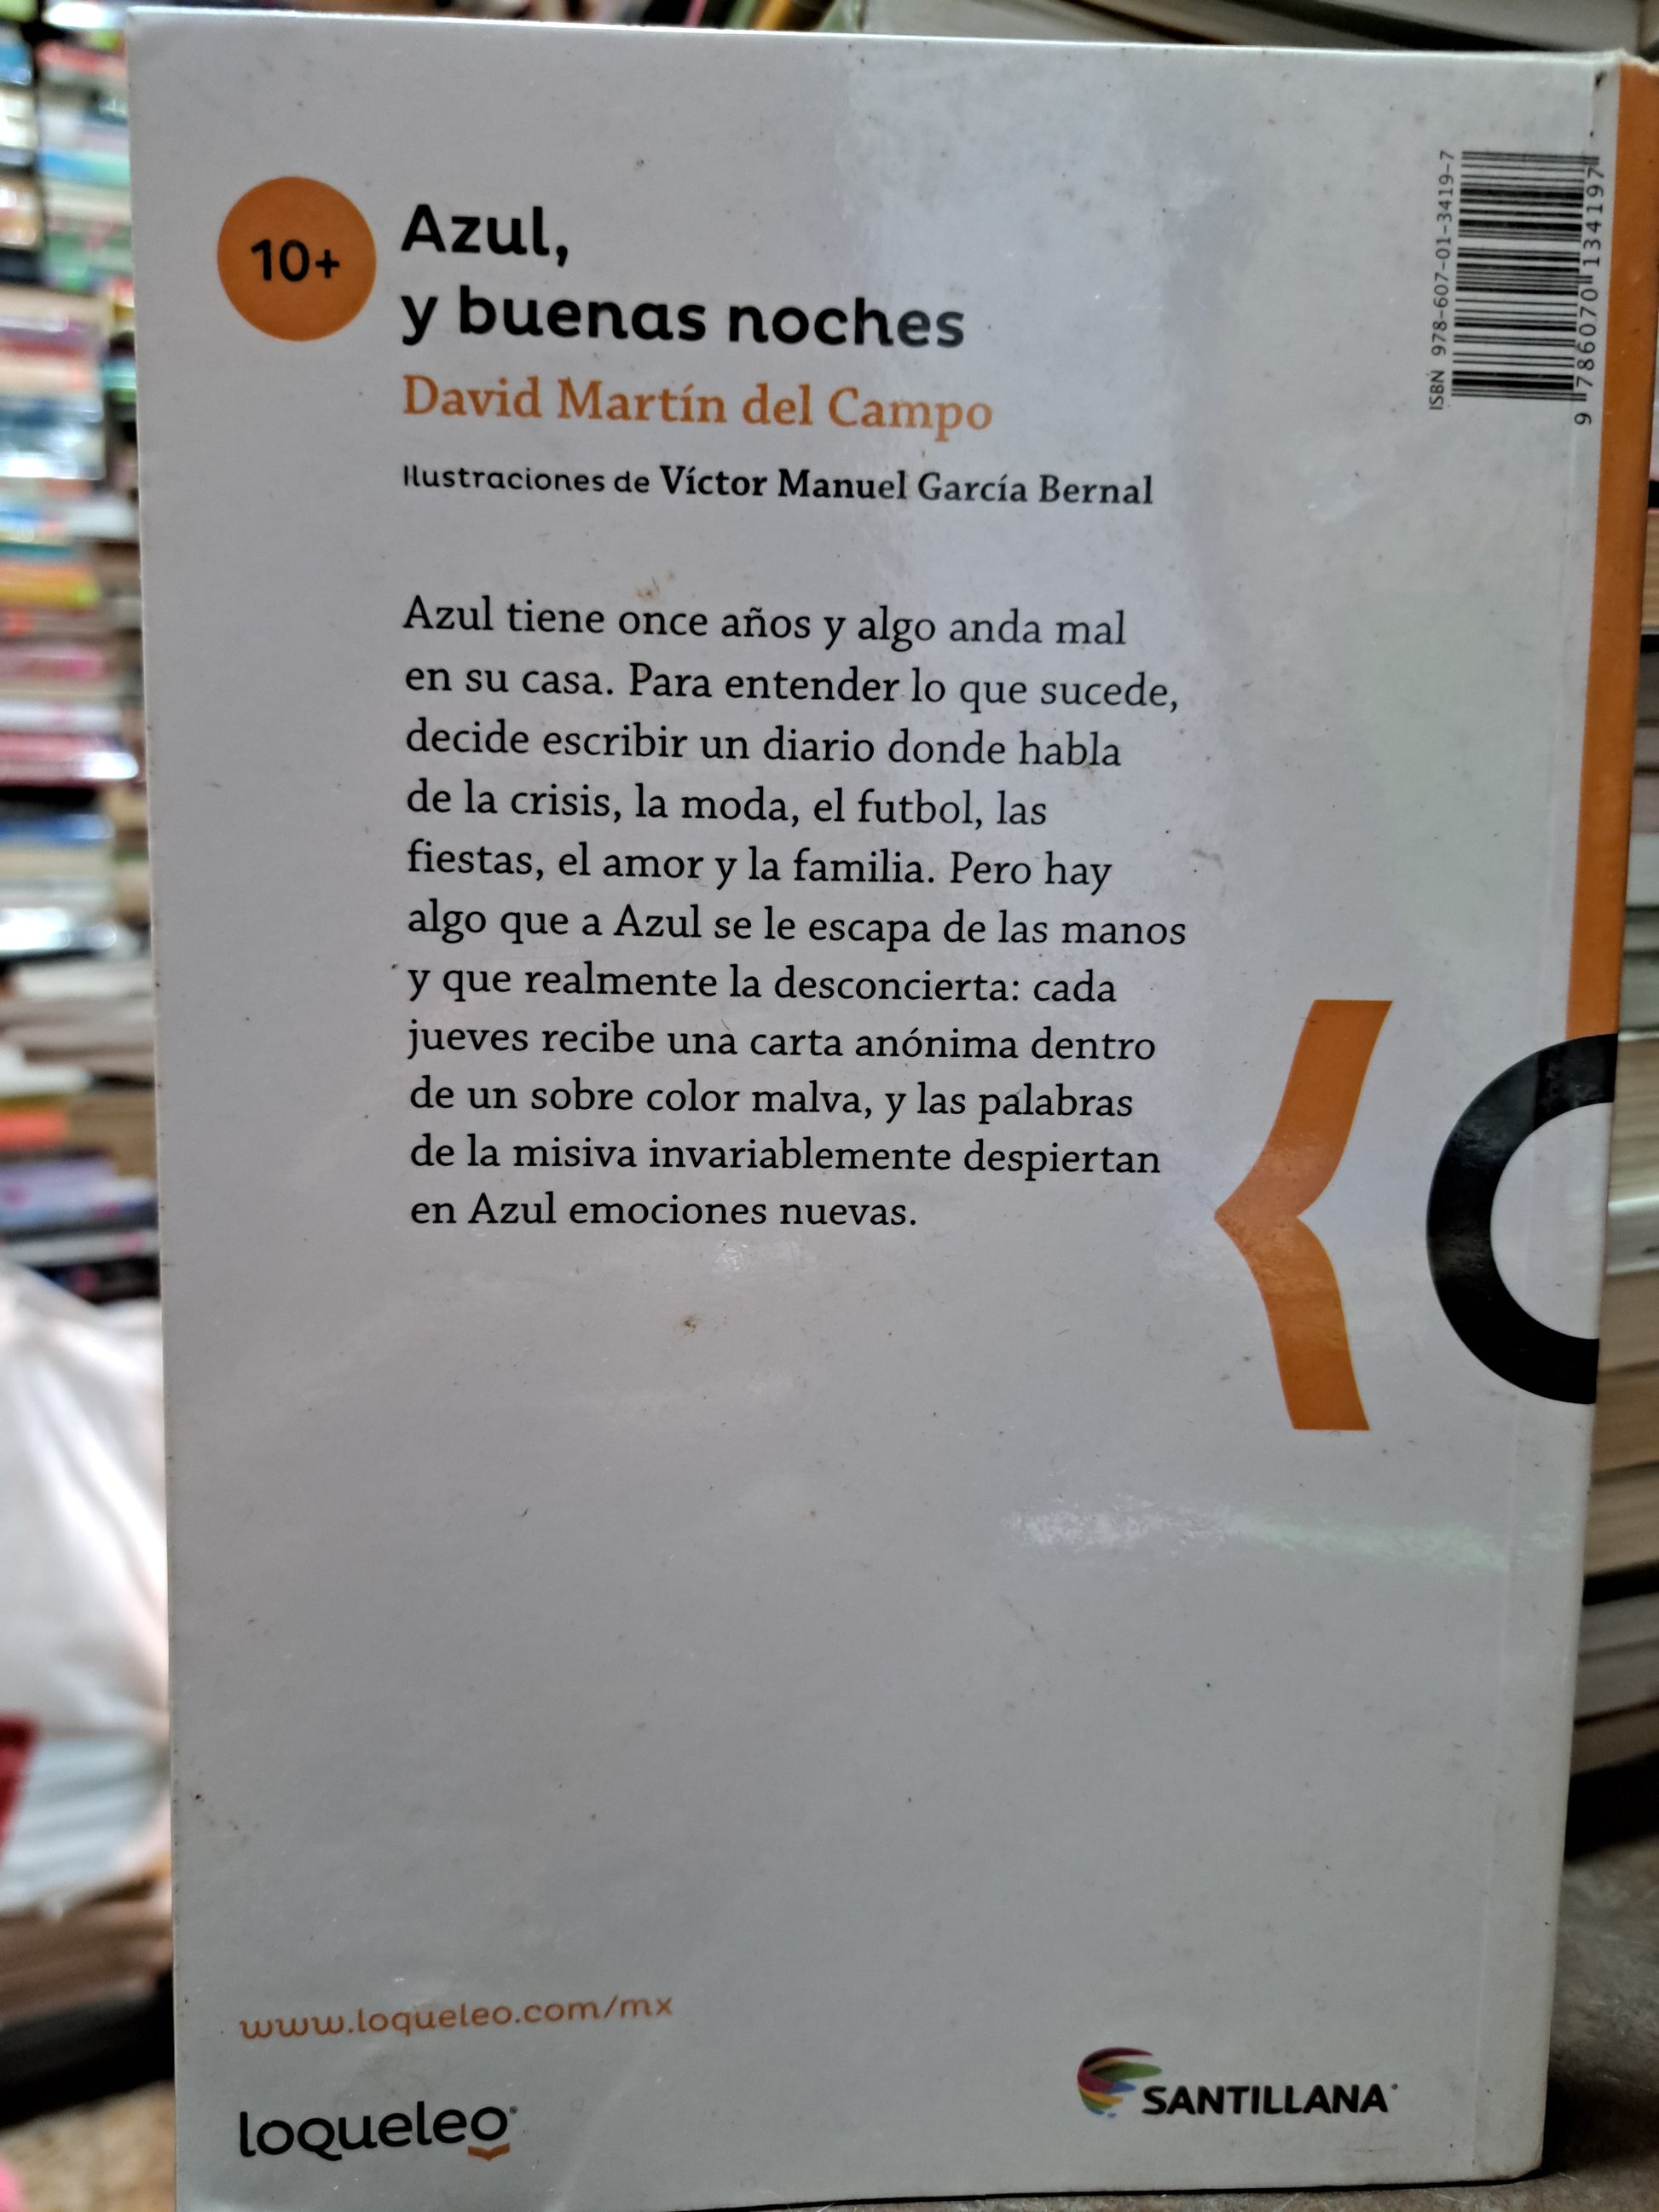 10+
Azul,
y buenas noches
David Martín del Campo
Ilustraciones de Víctor Manuel García Bernal
ISBN 978-607-01-3419-7
9 786070 134197
Azul tiene once años y algo anda mal
en su casa. Para entender lo que sucede,
decide escribir un diario donde habla
de la crisis, la moda, el futbol, las
fiestas, el amor y la familia. Pero hay
algo que a Azul se le escapa de las manos
y que realmente la desconcierta: cada
jueves recibe una carta anónima dentro
de un sobre color malva, y las palabras
de la misiva invariablemente despiertan
en Azul emociones nuevas.
www.loqueleo.com/mx
loqueleo
SANTILLANA